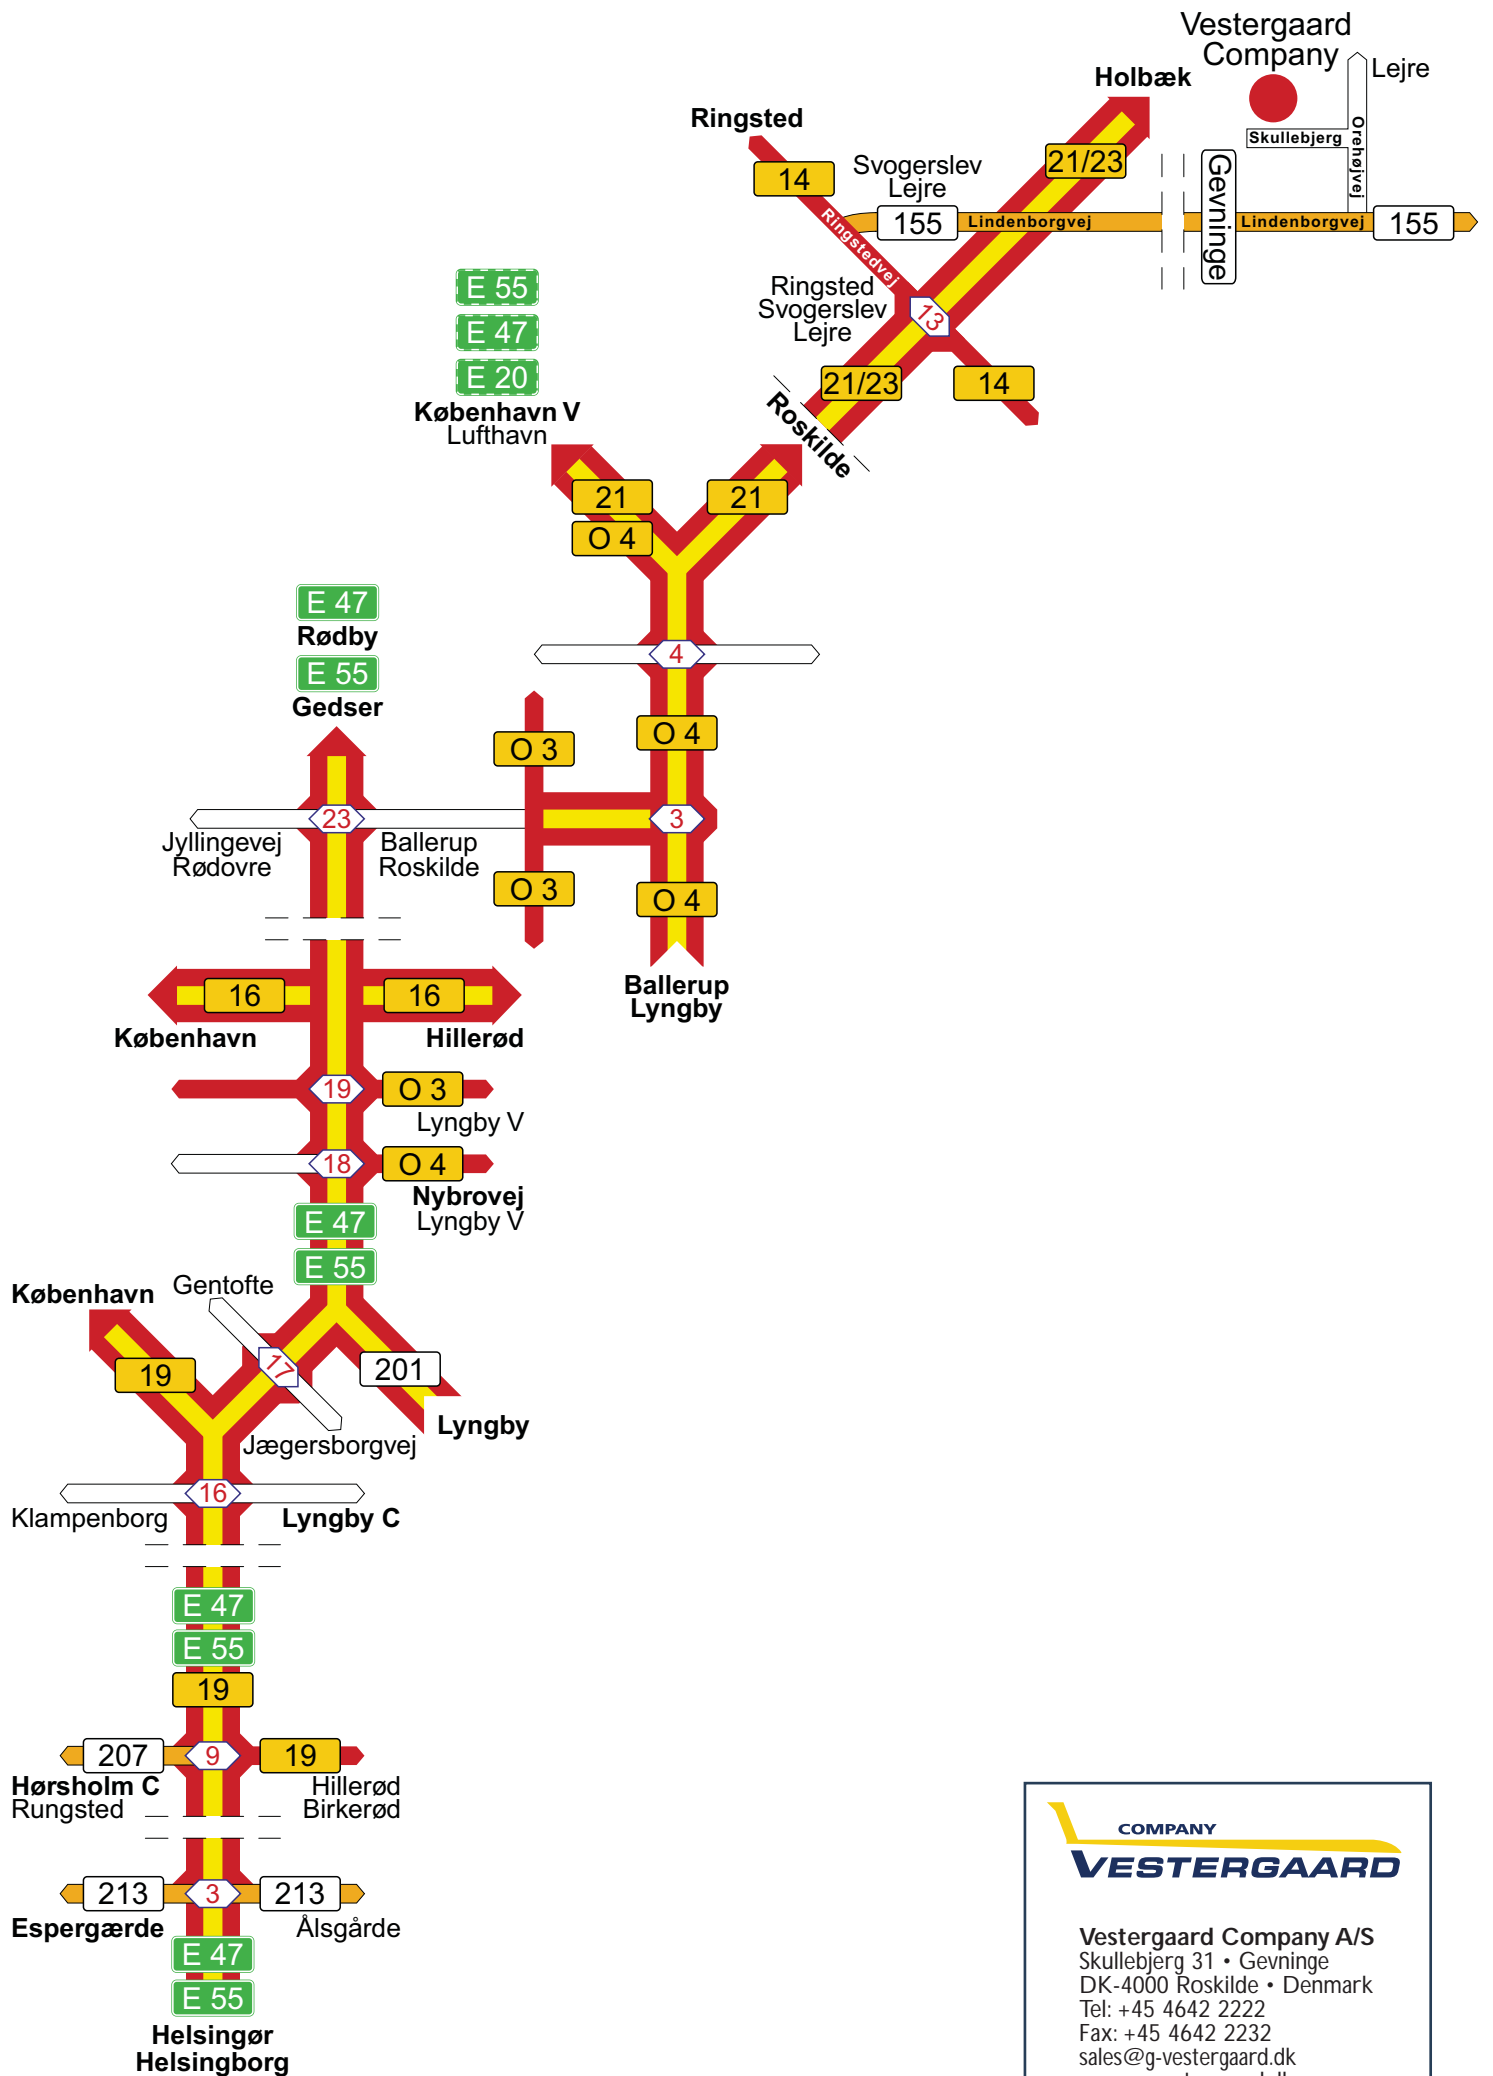 Vestergaard
Company
Lejre
Holbæk
Ringsted
Skullebjerg
Orehøjvej
21/23
14
Svogerslev
Lejre
Gevninge
155
Lindenborgvej
Lindenborgvej
155
Ringstedvej
E 55
Ringsted
Svogerslev
Lejre
13
E 47
E 20
21/23
14
København V
Lufthavn
Roskilde
21
21
O 4
E 47
Rødby
4
E 55
Gedser
O 3
O 4
23
3
Jyllingevej
Rødovre
Ballerup
Roskilde
O 3
O 4
16
16
Ballerup
Lyngby
København
Hillerød
19
O 3
Lyngby V
18
O 4
Nybrovej
Lyngby V
E 47
E 55
København
Gentofte
17
19
201
Lyngby
Jægersborgvej
16
Klampenborg
Lyngby C
E 47
E 55
19
207
9
19
Hørsholm C
Rungsted
Hillerød
Birkerød
213
3
213
Espergærde
Ålsgårde
E 47
E 55
Helsingør
Helsingborg
COMPANY
VESTERGAARD
Vestergaard Company A/S
Skullebjerg 31 • Gevninge
DK-4000 Roskilde • Denmark
Tel: +45 4642 2222
Fax: +45 4642 2232
sales@g-vestergaard.dk